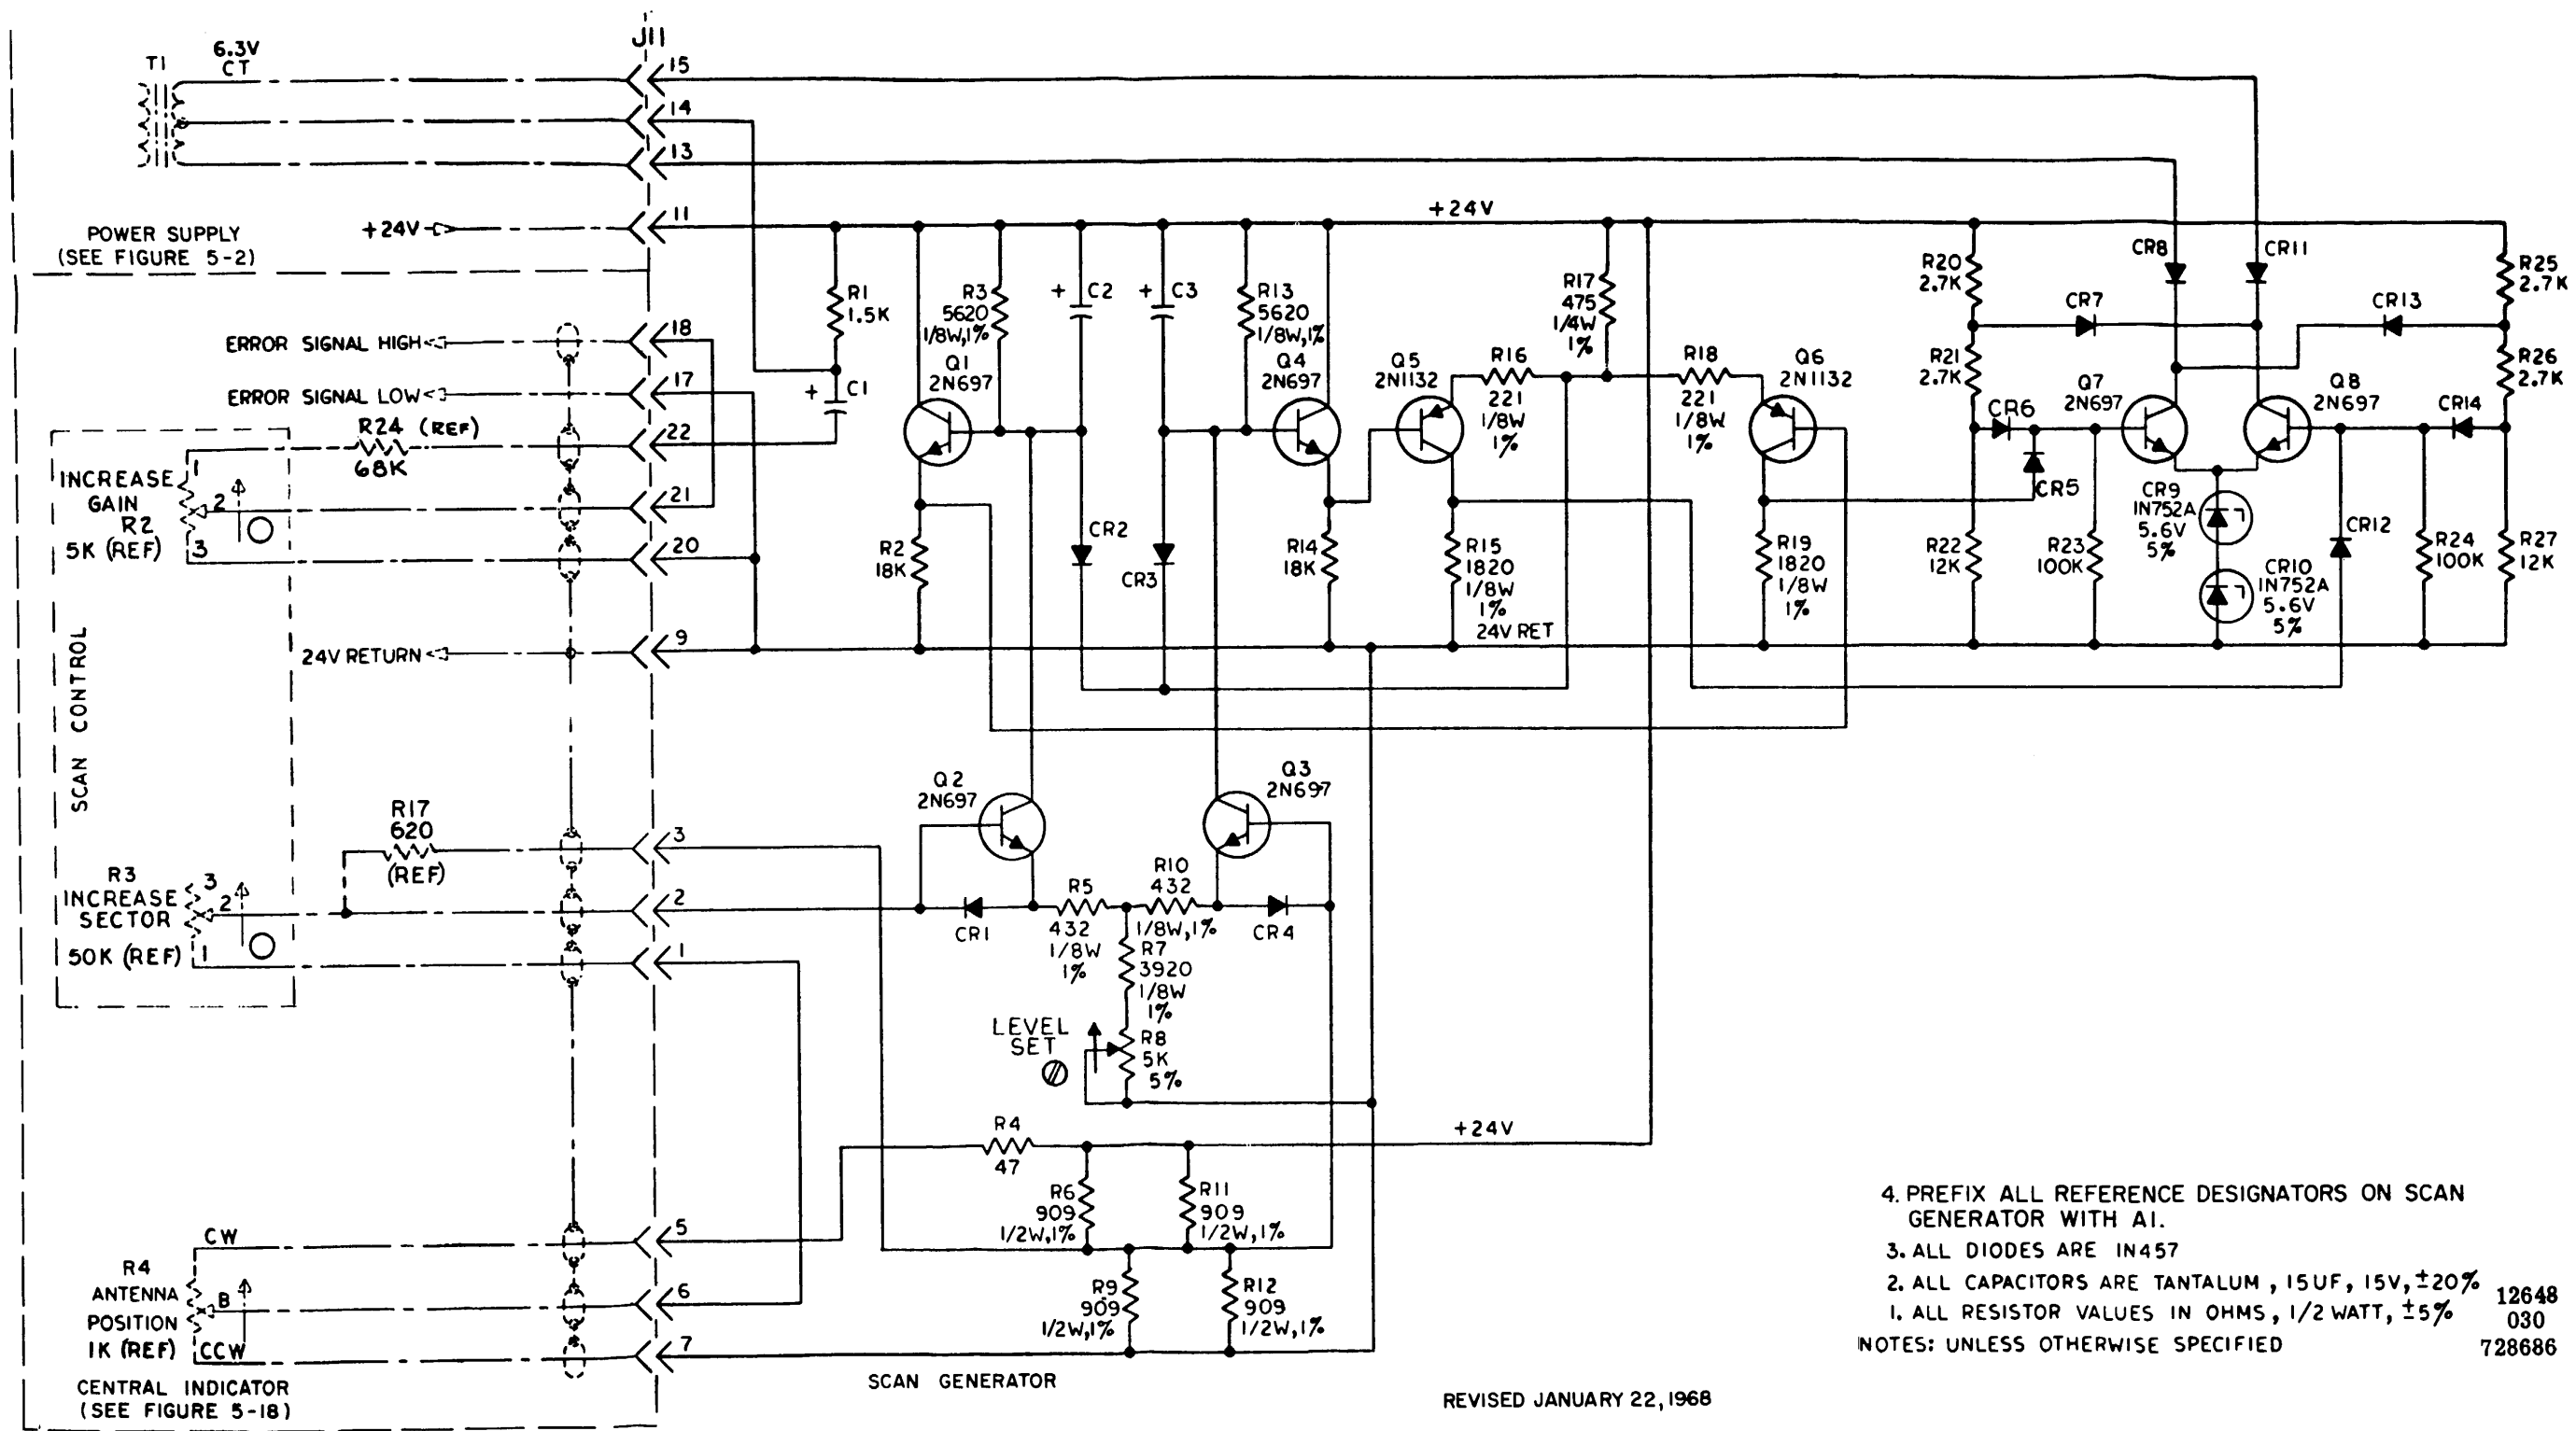 J11
6.3V
CT
T1
15
14
13
11
+24V
+24V
POWER SUPPLY
(SEE FIGURE 5-2)
ERROR SIGNAL HIGH
18
ERROR SIGNAL LOW
17
R24 (REF)
68K
22
INCREASE
GAIN
R2
5K (REF)
1
2
3
21
20
24V RETURN
9
SCAN CONTROL
R17
620
(REF)
3
R3
INCREASE
SECTOR
50K (REF)
3
2
1
2
1
CW
5
R4
ANTENNA
POSITION
1K (REF)
B
CCW
6
7
CENTRAL INDICATOR
(SEE FIGURE 5-18)
R1
1.5K
+ C1
R3
5620
1/8W,1%
Q1
2N697
+ C2
+ C3
R13
5620
1/8W,1%
Q4
2N697
R2
18K
CR2
CR3
R14
18K
Q5
2N1132
R16
221
1/8W
1%
R17
475
1/4W
1%
R18
221
1/8W
1%
Q6
2N1132
R15
1820
1/8W
1%
24V RET
R19
1820
1/8W
1%
R20
2.7K
R21
2.7K
R22
12K
CR7
CR6
CR5
R23
100K
CR8
CR11
CR13
Q7
2N697
Q8
2N697
CR9
1N752A
5.6V
5%
CR10
1N752A
5.6V
5%
CR12
CR14
R24
100K
R25
2.7K
R26
2.7K
R27
12K
Q2
2N697
Q3
2N697
CR1
R5
432
1/8W
1%
R10
432
1/8W,1%
CR4
R7
3920
1/8W
1%
LEVEL
SET
R8
5K
5%
R4
47
+24V
R6
909
1/2W,1%
R11
909
1/2W,1%
R9
909
1/2W,1%
R12
909
1/2W,1%
SCAN GENERATOR
REVISED JANUARY 22,1968
4. PREFIX ALL REFERENCE DESIGNATORS ON SCAN
GENERATOR WITH A1.
3. ALL DIODES ARE IN457
2. ALL CAPACITORS ARE TANTALUM, 15UF, 15V, ±20%
1. ALL RESISTOR VALUES IN OHMS, 1/2 WATT, ±5%
NOTES: UNLESS OTHERWISE SPECIFIED
12648
030
728686